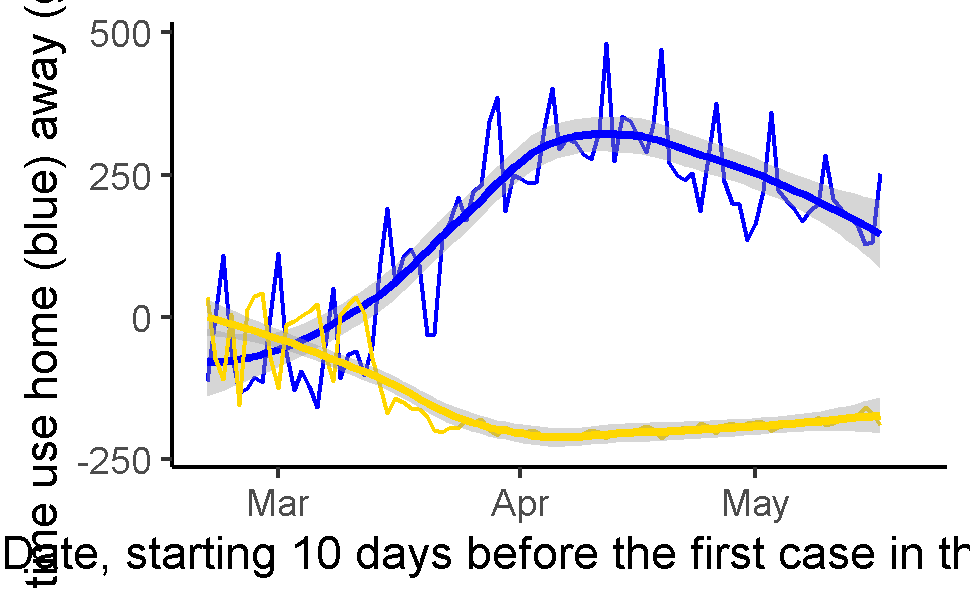 time use home (blue) away (
500
250
0
-250
Mar Apr May
Date, starting 10 days before the first case in th